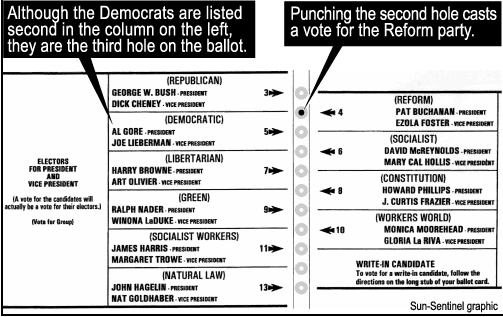 Although the Democrats are listed
second in the column on the left,
they are the third hole on the ballot.
Punching the second hole casts
a vote for the Reform party.
ELECTORS
FOR PRESIDENT
AND
VICE PRESIDENT
(A vote for the candidates will
actually be a vote for their electors.)
(Vote for Group)
(REPUBLICAN)
GEORGE W. BUSH - PRESIDENT 3
DICK CHENEY - VICE PRESIDENT
(DEMOCRATIC)
AL GORE - PRESIDENT 5
JOE LIEBERMAN - VICE PRESIDENT
(LIBERTARIAN)
HARRY BROWNE - PRESIDENT 7
ART OLIVIER - VICE PRESIDENT
(GREEN)
RALPH NADER - PRESIDENT 9
WINONA LaDUKE - VICE PRESIDENT
(SOCIALIST WORKERS)
JAMES HARRIS - PRESIDENT 11
MARGARET TROWE - VICE PRESIDENT
(NATURAL LAW)
JOHN HAGELIN - PRESIDENT 13
NAT GOLDHABER - VICE PRESIDENT
(REFORM)
4 PAT BUCHANAN - PRESIDENT
EZOLA FOSTER - VICE PRESIDENT
(SOCIALIST)
6 DAVID McREYNOLDS - PRESIDENT
MARY CAL HOLLIS - VICE PRESIDENT
(CONSTITUTION)
8 HOWARD PHILLIPS - PRESIDENT
J. CURTIS FRAZIER - VICE PRESIDENT
(WORKERS WORLD)
10 MONICA MOOREHEAD - PRESIDENT
GLORIA La RIVA - VICE PRESIDENT
WRITE-IN CANDIDATE
To vote for a write-in candidate, follow the
directions on the long stub of your ballot card.
Sun-Sentinel graphic